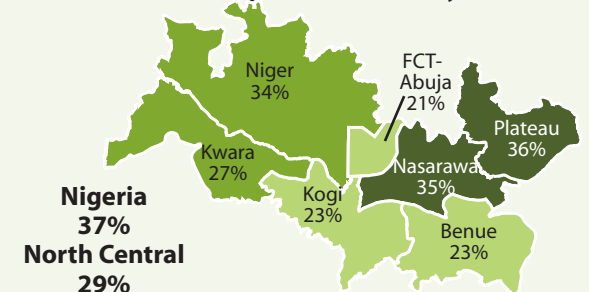 Niger
34%
FCT-
Abuja
21%
Plateau
36%
Kwara
27%
Nasarawa
35%
Kogi
23%
Benue
23%
Nigeria
37%
North Central
29%